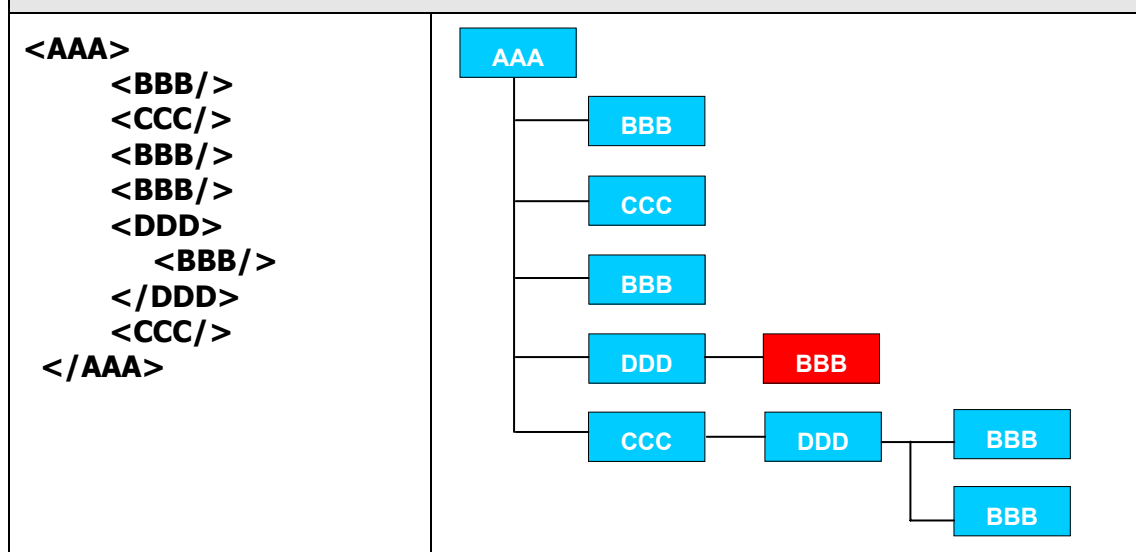 <AAA>
<BBB/>
<CCC/>
<BBB/>
<BBB/>
<DDD>
<BBB/>
</DDD>
<CCC/>
</AAA>
AAA
BBB
CCC
BBB
DDD BBB
CCC DDD BBB
BBB